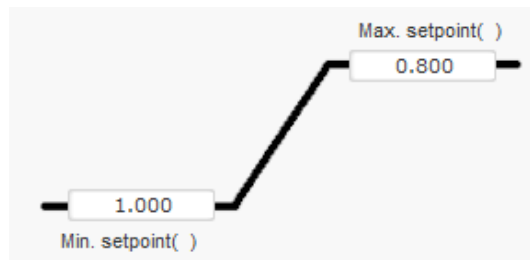 Max. setpoint( )
0.800
1.000
Min. setpoint( )